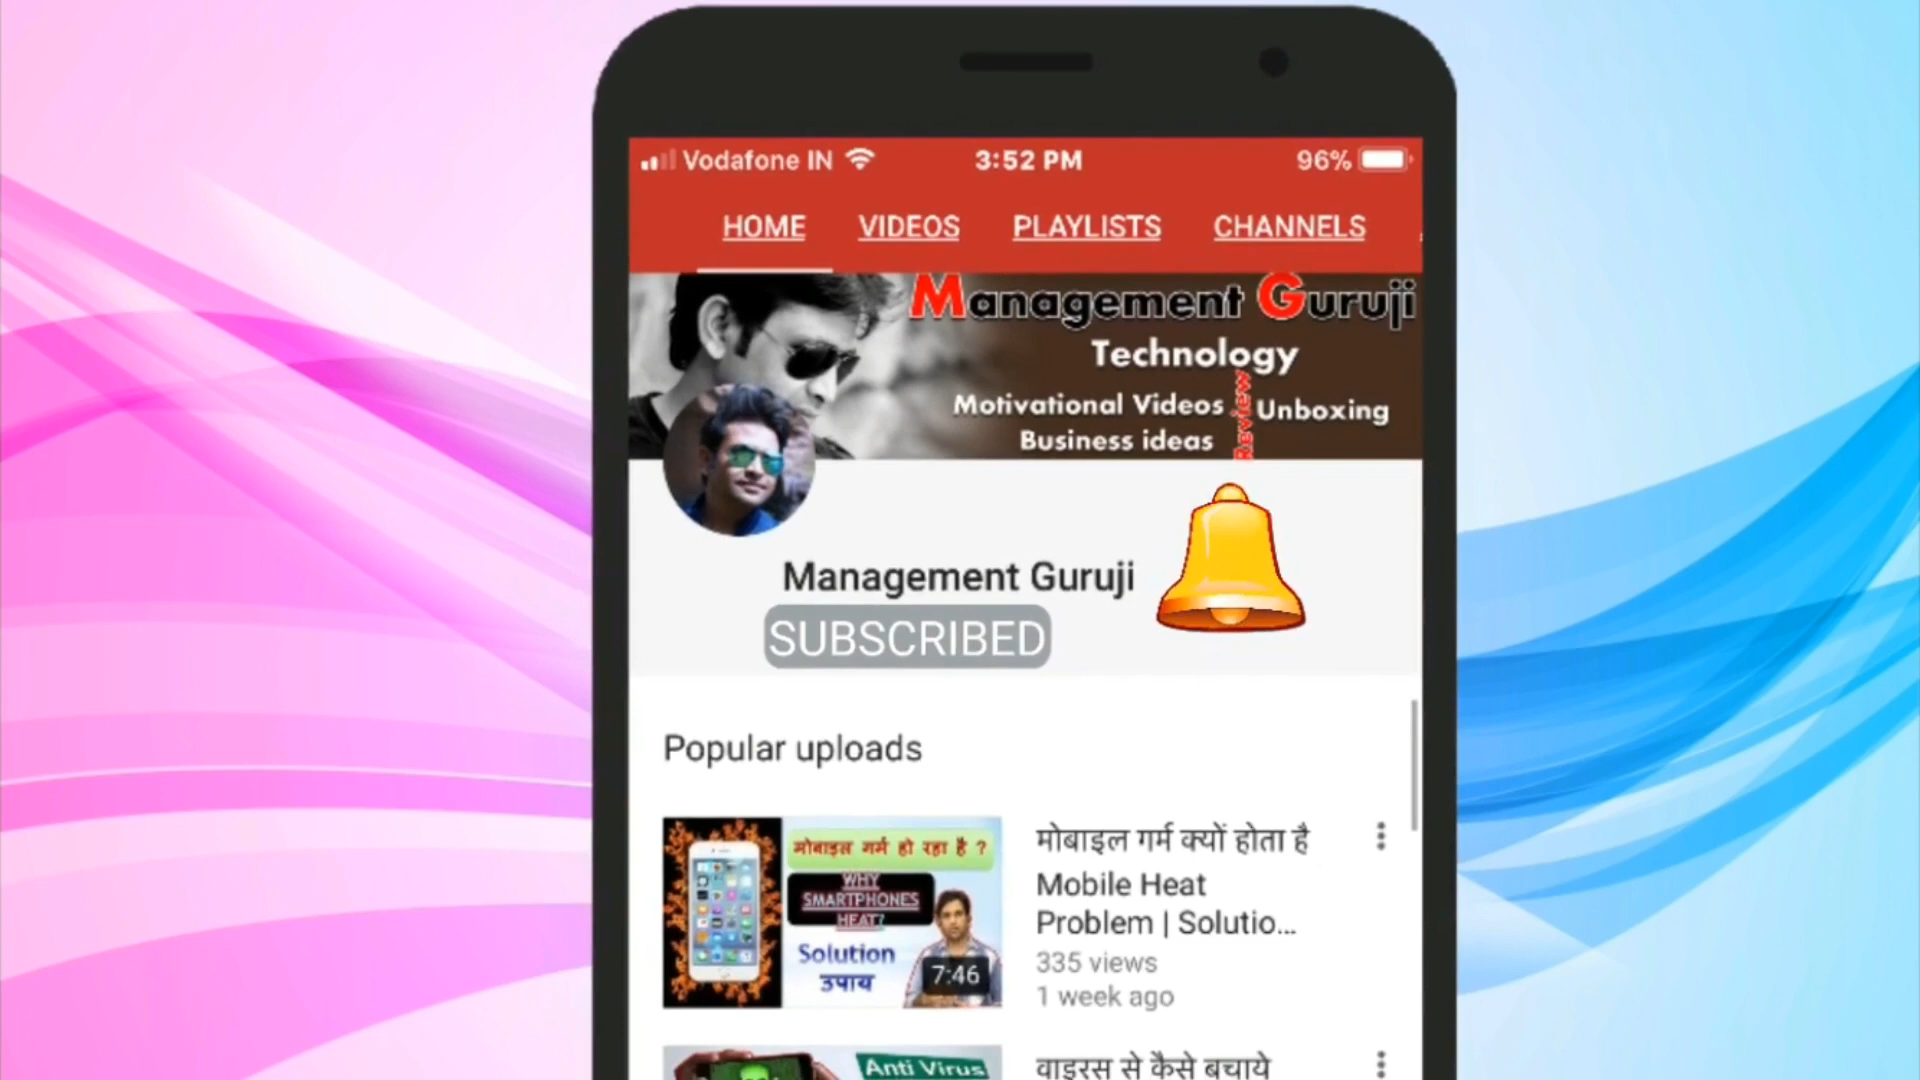 Vodafone IN
3:52 PM
96%
HOME VIDEOS PLAYLISTS CHANNELS
Management Guruji
Technology
Motivational Videos
Review
Unboxing
Business ideas
Management Guruji
SUBSCRIBED
Popular uploads
मोबाइल गर्म हो रहा है ?
WHY
SMARTPHONES
HEAT?
Solution
उपाय
7:46
मोबाइल गर्म क्यों होता है
Mobile Heat
Problem | Solutio...
335 views
1 week ago
Anti Virus
वाइरस से कैसे बचाये